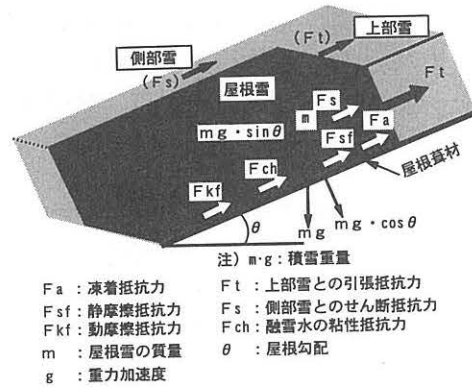 (Ft)
上部雪
側部雪
(Fs)
Ft
屋根雪
Fs
m
Fa
mg・sinθ
Fsf
Fch
屋根葺材
Fkf
θ
mg
mg・cosθ
注) m・g:積雪重量
Fa:凍着抵抗力
Ft:上部雪との引張抵抗力
Fsf:静摩擦抵抗力
Fs:側部雪とのせん断抵抗力
Fkf:動摩擦抵抗力
Fch:融雪水の粘性抵抗力
m:屋根雪の質量
θ:屋根勾配
g:重力加速度